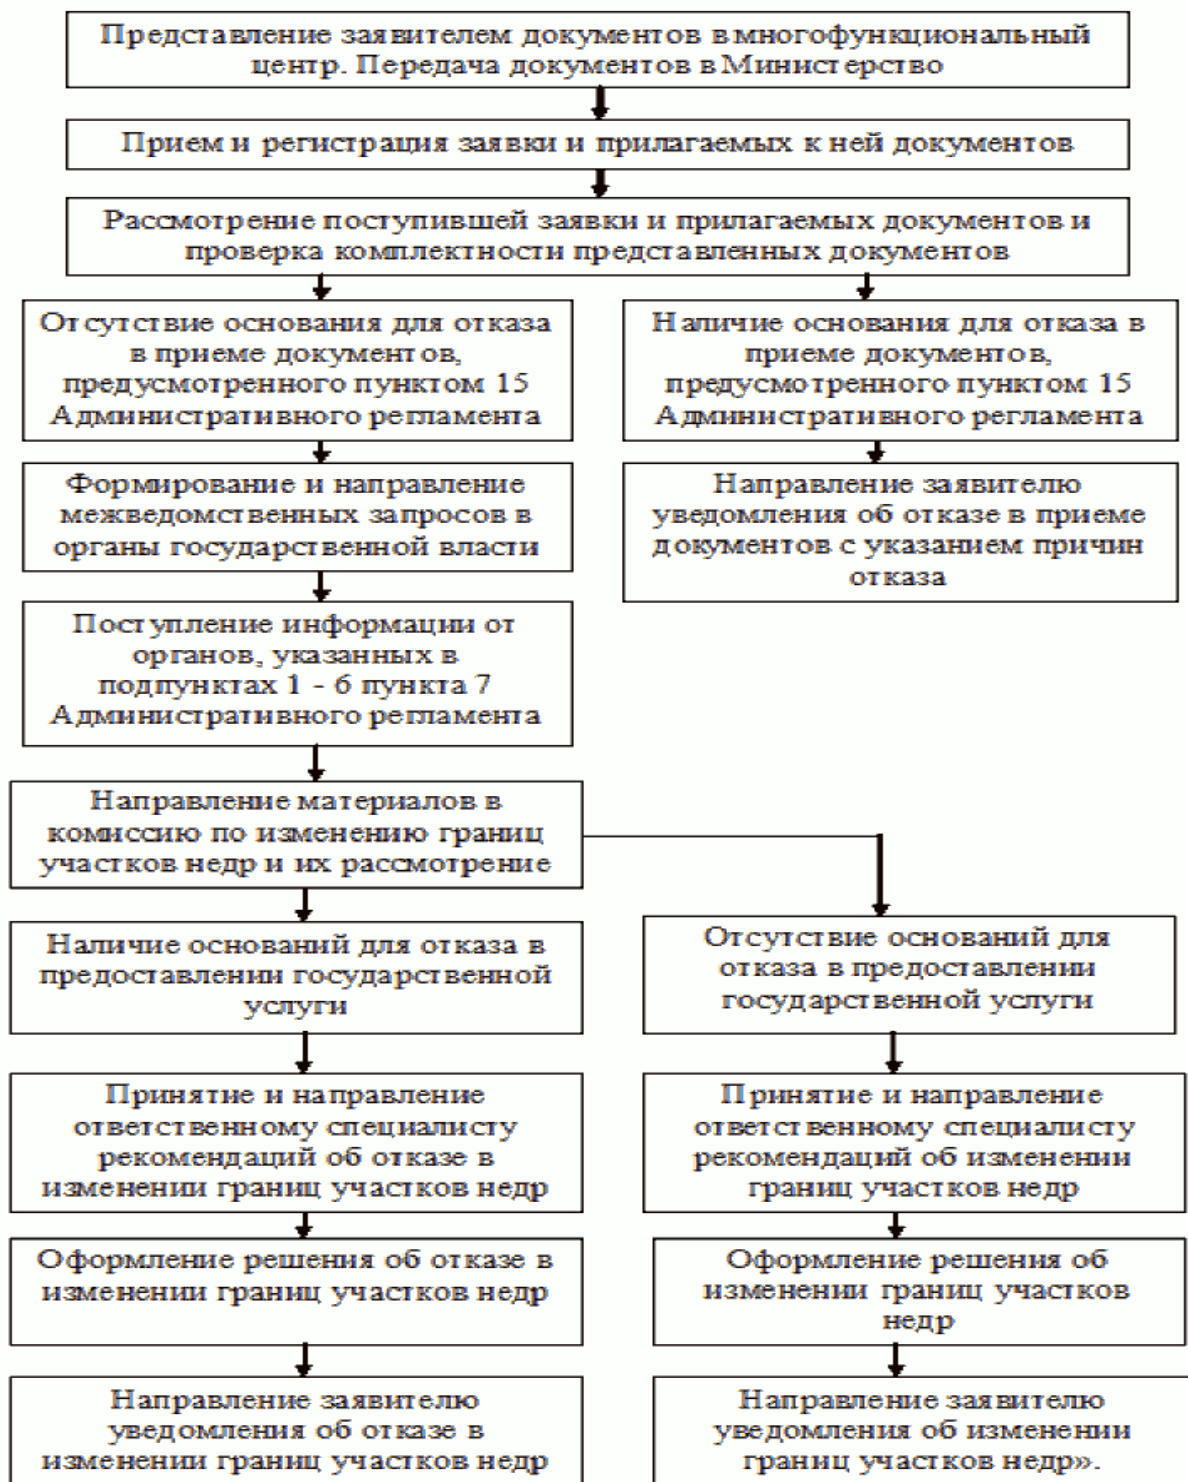 Представление заявителем документов в многофункциональный
центр. Передача документов в Министерство
Прием и регистрация заявки и прилагаемых к ней документов
Рассмотрение поступившей заявки и прилагаемых документов и
проверка комплектности представленных документов
Отсутствие основания для отказа
в приеме документов,
предусмотренного пунктом 15
Административного регламента
Наличие основания для отказа в
приеме документов,
предусмотренного пунктом 15
Административного регламента
Формирование и направление
межведомственных запросов в
органы государственной власти
Направление заявителю
уведомления об отказе в приеме
документов с указанием причин
отказа
Поступление информации от
органов, указанных в
подпунктах 1 - 6 пункта 7
Административного регламента
Направление материалов в
комиссию по изменению границ
участков недр и их рассмотрение
Наличие оснований для отказа в
предоставлении государственной
услуги
Отсутствие оснований для
отказа в предоставлении
государственной услуги
Принятие и направление
ответственному специалисту
рекомендаций об отказе в
изменении границ участков недр
Принятие и направление
ответственному специалисту
рекомендаций об изменении
границ участков недр
Оформление решения об отказе в
изменении границ участков недр
Оформление решения об
изменении границ участков
недр
Направление заявителю
уведомления об отказе в
изменении границ участков недр
Направление заявителю
уведомления об изменении
границ участков недр».